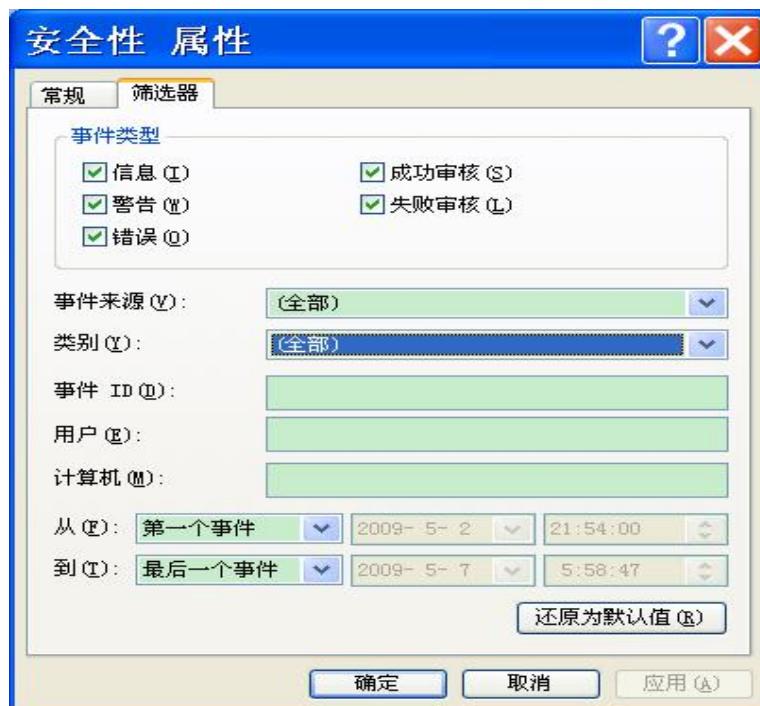 安全性 属性
常规 筛选器
事件类型
信息(I) 成功审核(S)
警告(W) 失败审核(L)
错误(O)
事件来源(V): (全部)
类别(Y): (全部)
事件 ID(D):
用户(E):
计算机(M):
从(F): 第一个事件 2009- 5- 2 21:54:00
到(T): 最后一个事件 2009- 5- 7 5:58:47
还原为默认值(R)
确定 取消 应用(A)